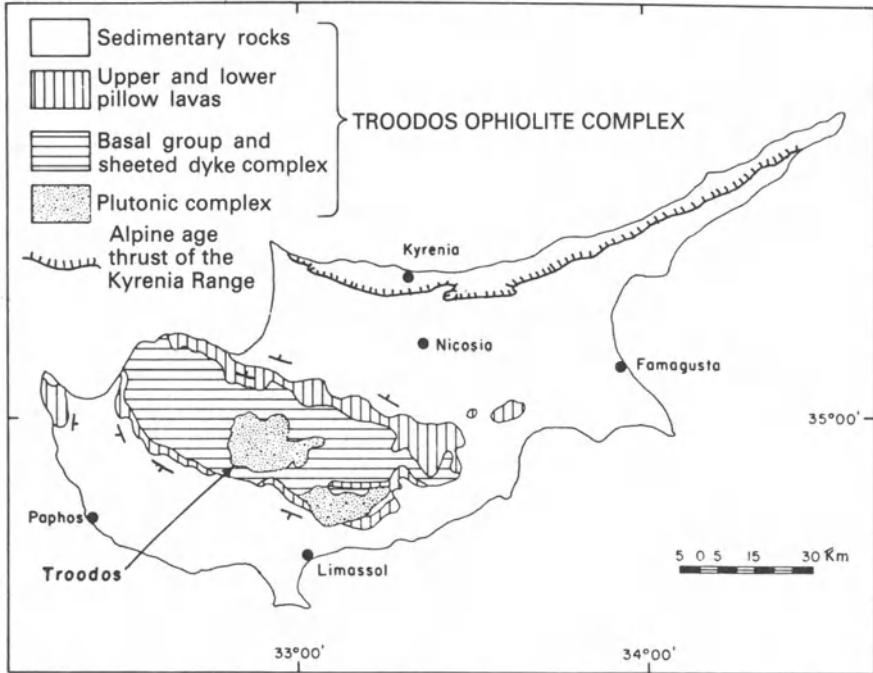 Sedimentary rocks
Upper and lower
pillow lavas
Basal group and
sheeted dyke complex
Plutonic complex
Alpine age
thrust of the
Kyrenia Range
TROODOS OPHIOLITE COMPLEX
Kyrenia
Nicosia
Famagusta
35°00'
Paphos
Troodos
Limassol
5 0 5 15 30 Km
33°00'
34°00'